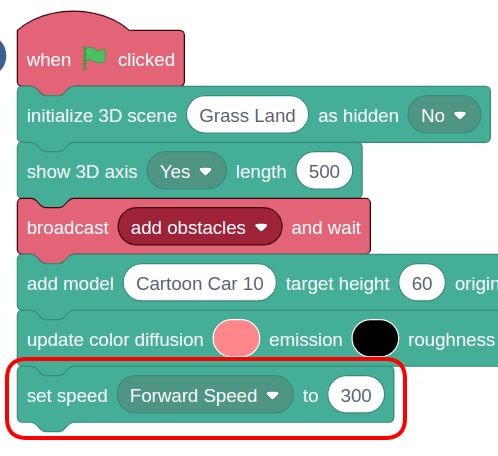 when clicked
initialize 3D scene Grass Land as hidden No
show 3D axis Yes length 500
broadcast add obstacles and wait
add model Cartoon Car 10 target height 60 origin
update color diffusion emission roughness
set speed Forward Speed to 300